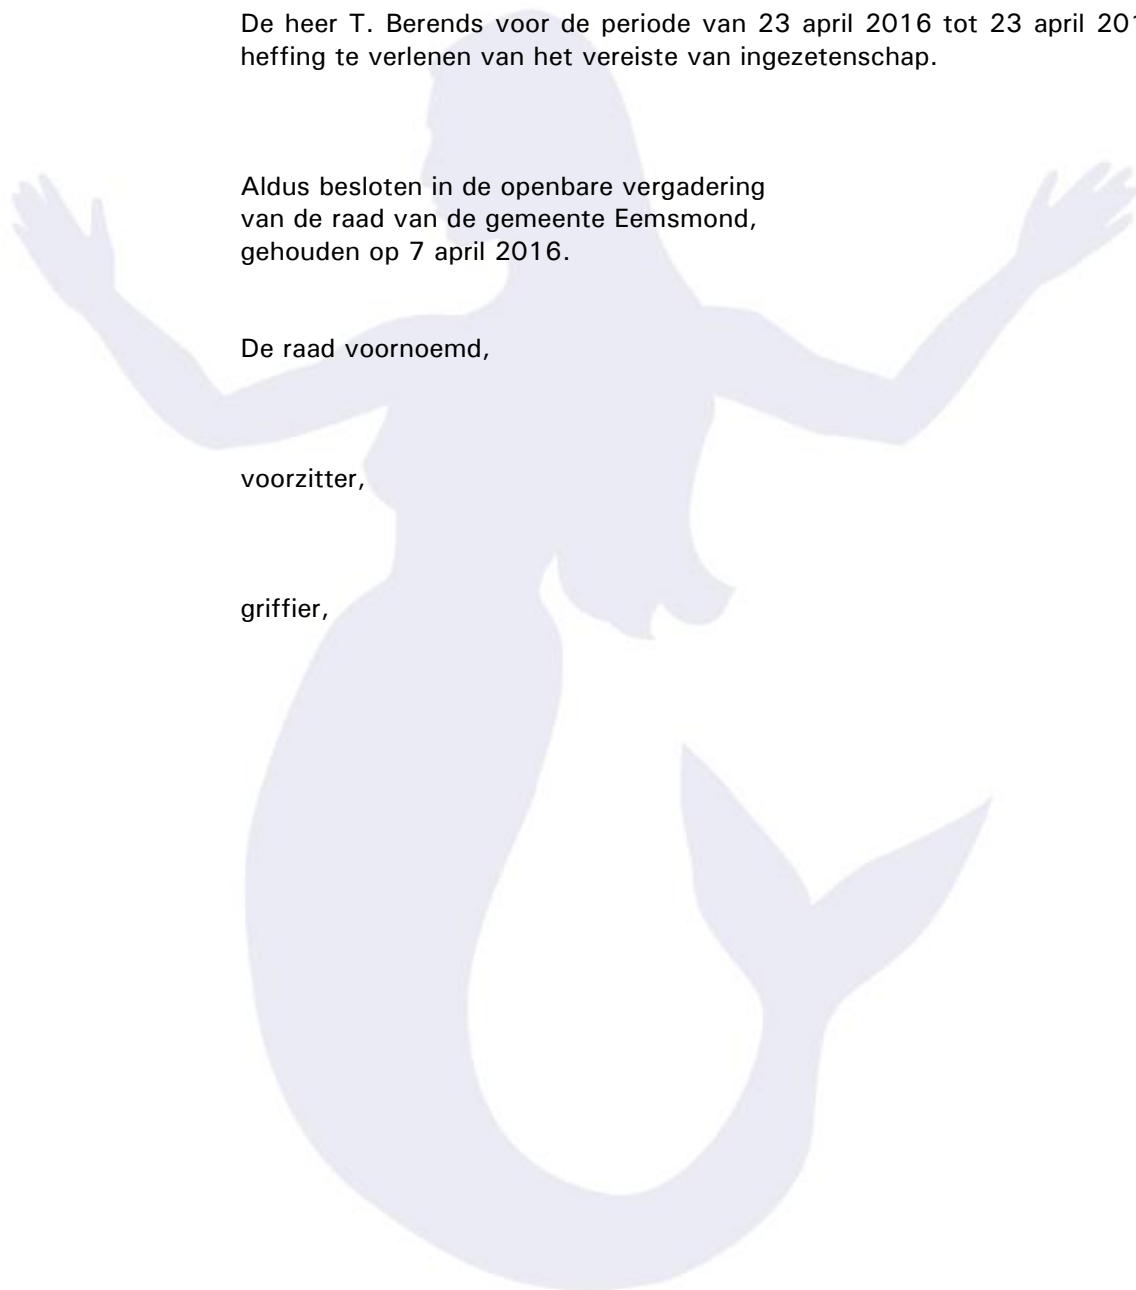 De heer T. Berends voor de periode van 23 april 2016 tot 23 april
heffing te verlenen van het vereiste van ingezetenschap.
Aldus besloten in de openbare vergadering
van de raad van de gemeente Eemsmond,
gehouden op 7 april 2016.
De raad voornoemd,
voorzitter,
griffier,